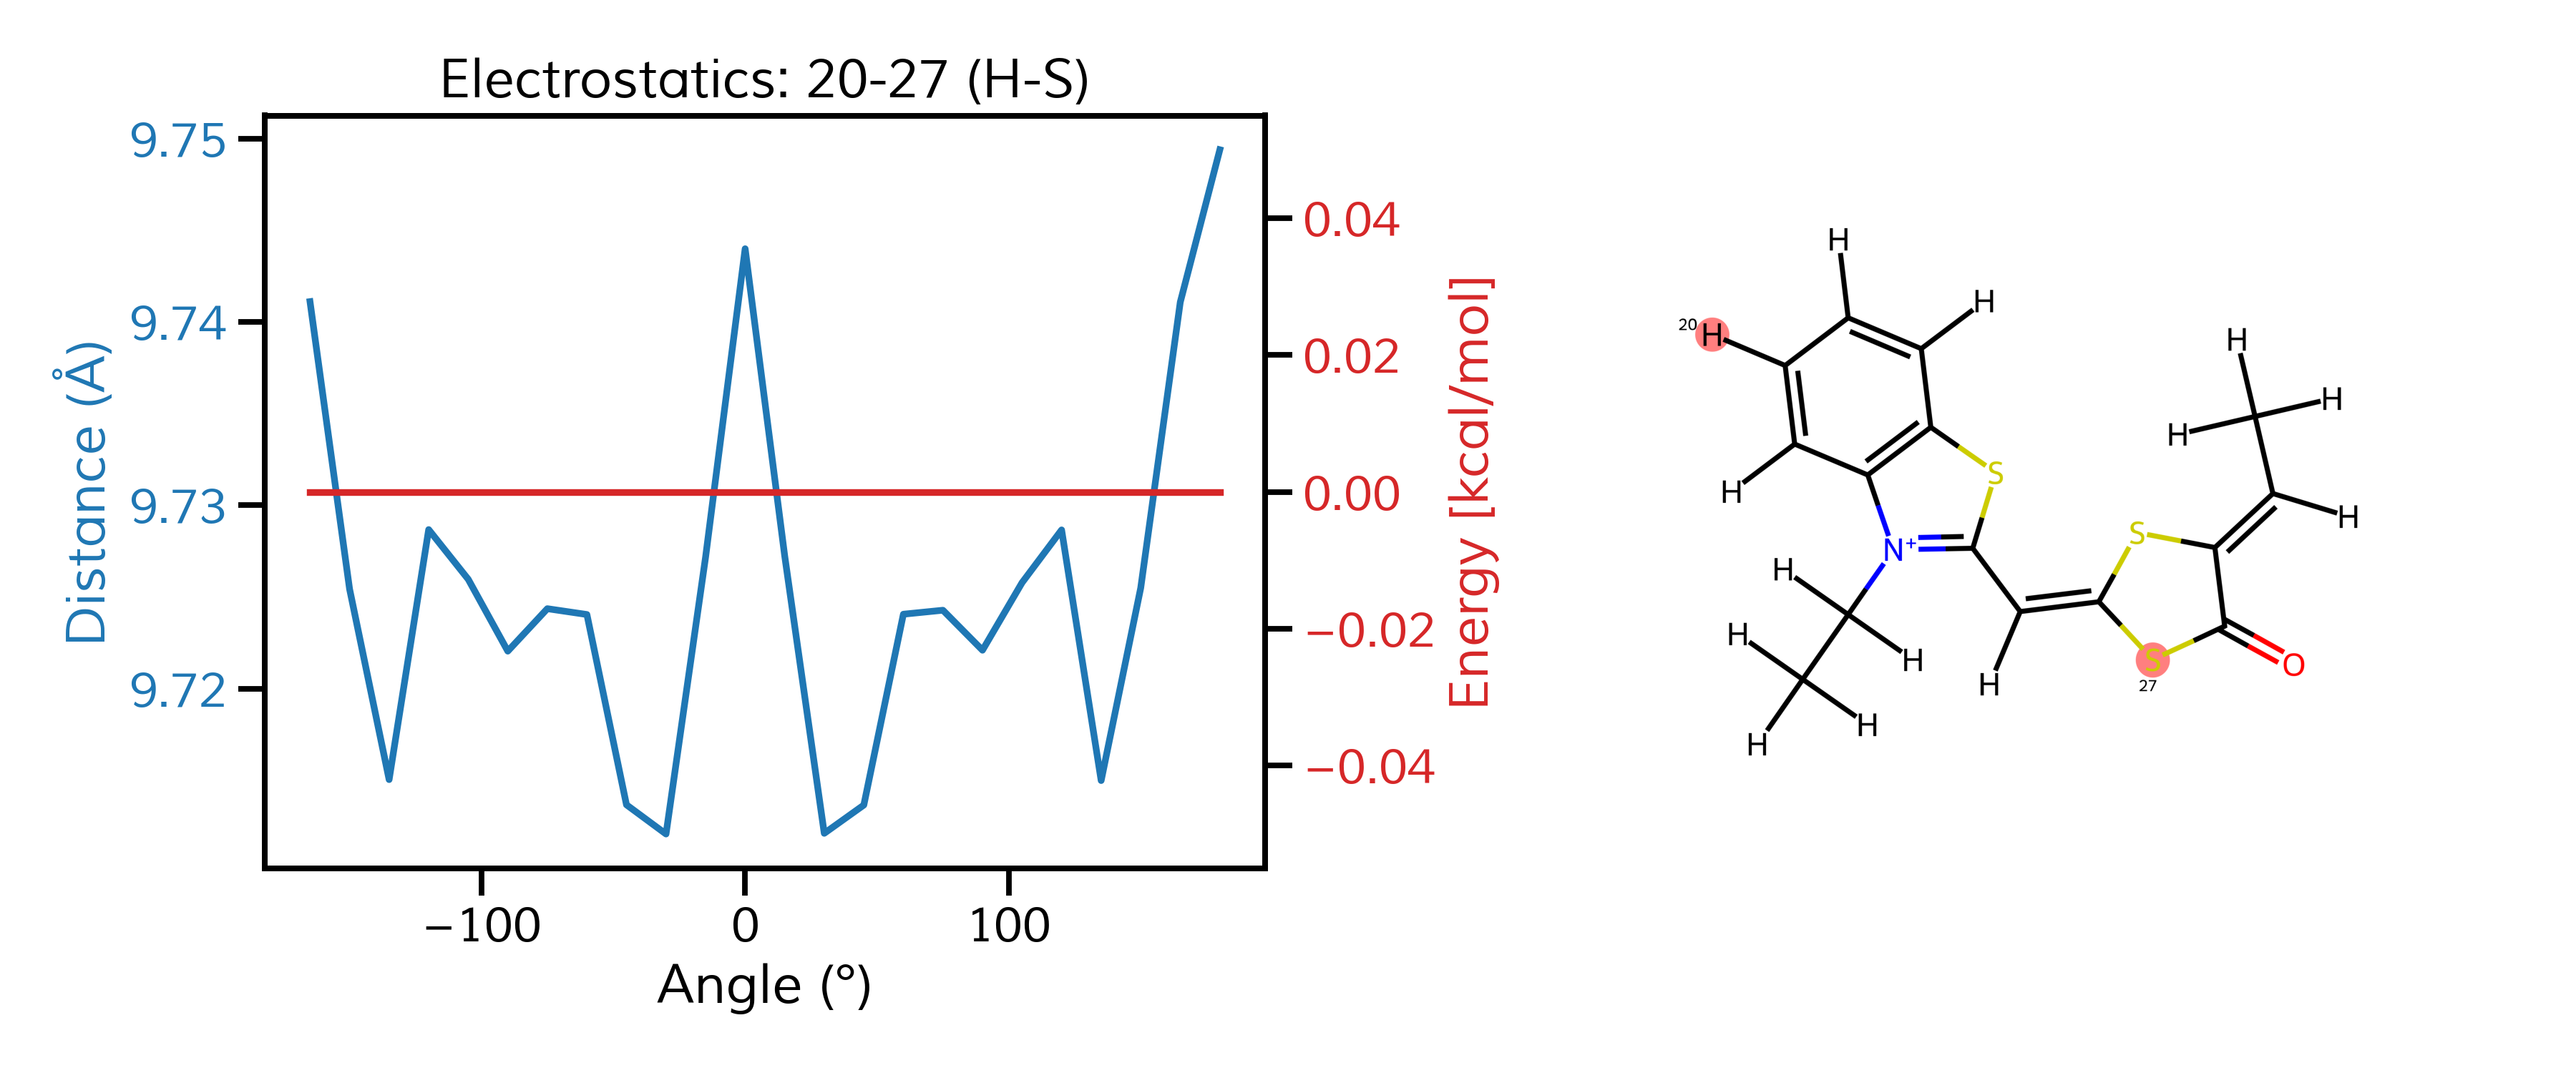 Electrostatics: 20-27 (H-S)
9.75
9.74
9.73
9.72
Distance (Å)
0.04
0.02
0.00
−0.02
−0.04
Energy [kcal/mol]
−100
0
100
Angle (°)
H
H
20 H
H
H
H
H
S
H
S
N+
H
H
H
S
27
O
H
H
H
H